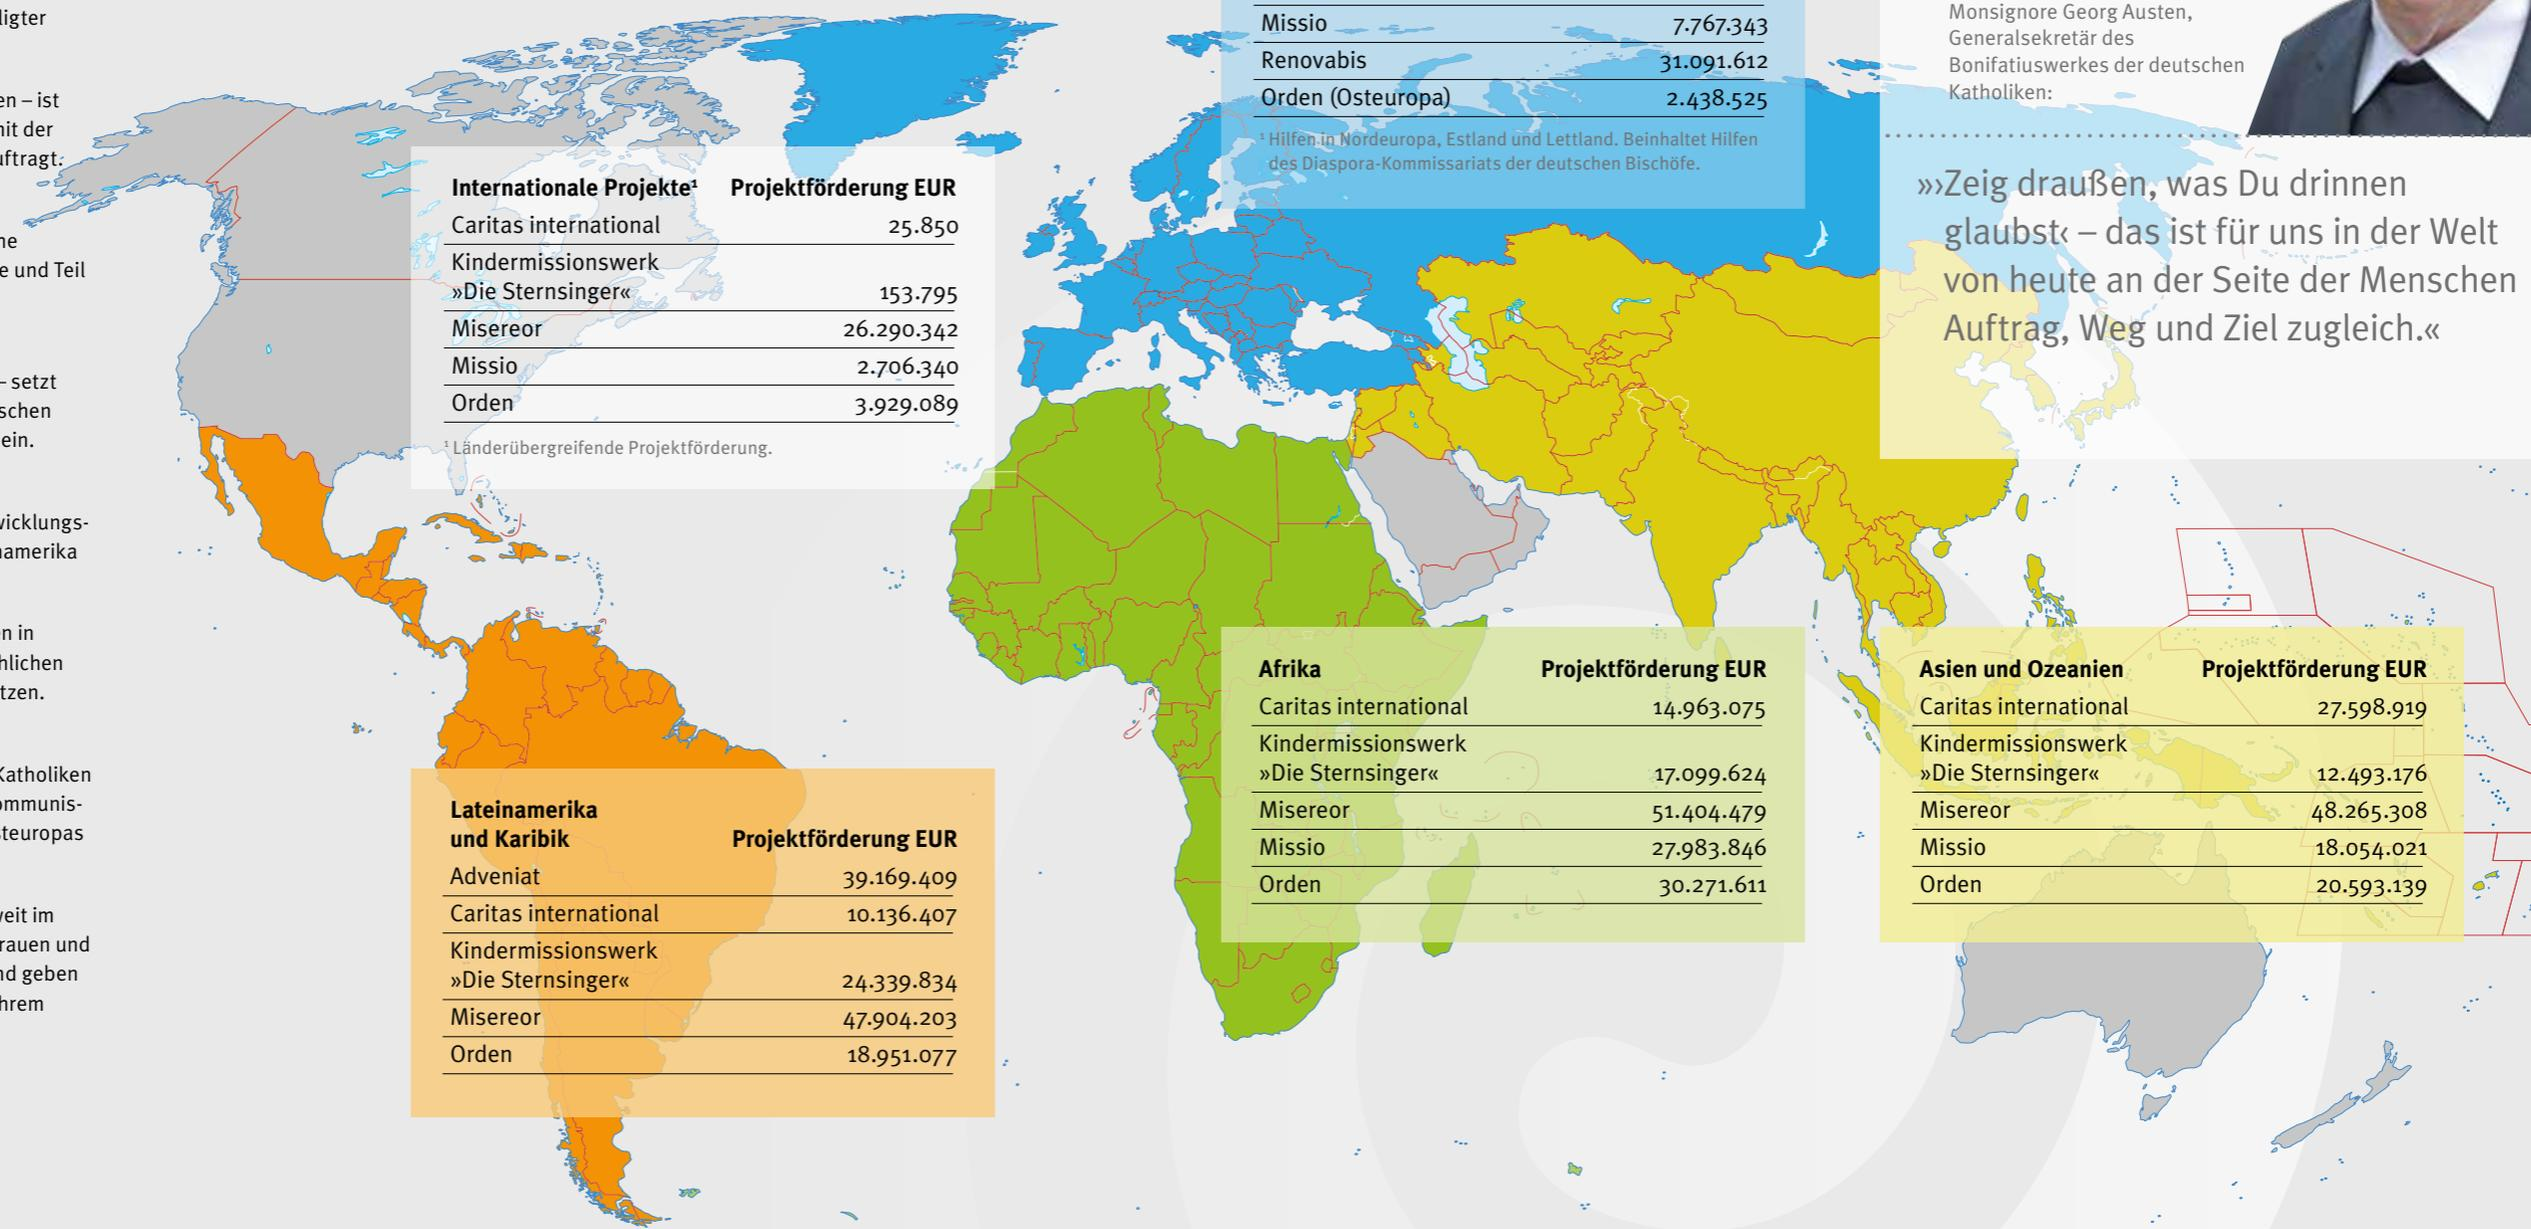 ligter
en – ist
nit der
uftragt.
ne
e und Teil
– setzt
schen
ein.
wicklungs-
namerika
en in
hlichen
tzen.
Katholiken
ommunis-
steuropas
veit im
rauen und
nd geben
hrem
Internationale Projekte¹ Projektförderung EUR
Caritas international 25.850
Kindermissionswerk
»Die Sternsinger« 153.795
Misereor 26.290.342
Missio 2.706.340
Orden 3.929.089
¹ Länderübergreifende Projektförderung.
Lateinamerika
und Karibik Projektförderung EUR
Adveniat 39.169.409
Caritas international 10.136.407
Kindermissionswerk
»Die Sternsinger« 24.339.834
Misereor 47.904.203
Orden 18.951.077
Missio 7.767.343
Renovabis 31.091.612
Orden (Osteuropa) 2.438.525
¹ Hilfen in Nordeuropa, Estland und Lettland. Beinhaltet Hilfen
des Diaspora-Kommissariats der deutschen Bischöfe.
Afrika Projektförderung EUR
Caritas international 14.963.075
Kindermissionswerk
»Die Sternsinger« 17.099.624
Misereor 51.404.479
Missio 27.983.846
Orden 30.271.611
Monsignore Georg Austen,
Generalsekretär des
Bonifatiuswerkes der deutschen
Katholiken:
»›Zeig draußen, was Du drinnen
glaubst‹ – das ist für uns in der Welt
von heute an der Seite der Menschen
Auftrag, Weg und Ziel zugleich.«
Asien und Ozeanien Projektförderung EUR
Caritas international 27.598.919
Kindermissionswerk
»Die Sternsinger« 12.493.176
Misereor 48.265.308
Missio 18.054.021
Orden 20.593.139